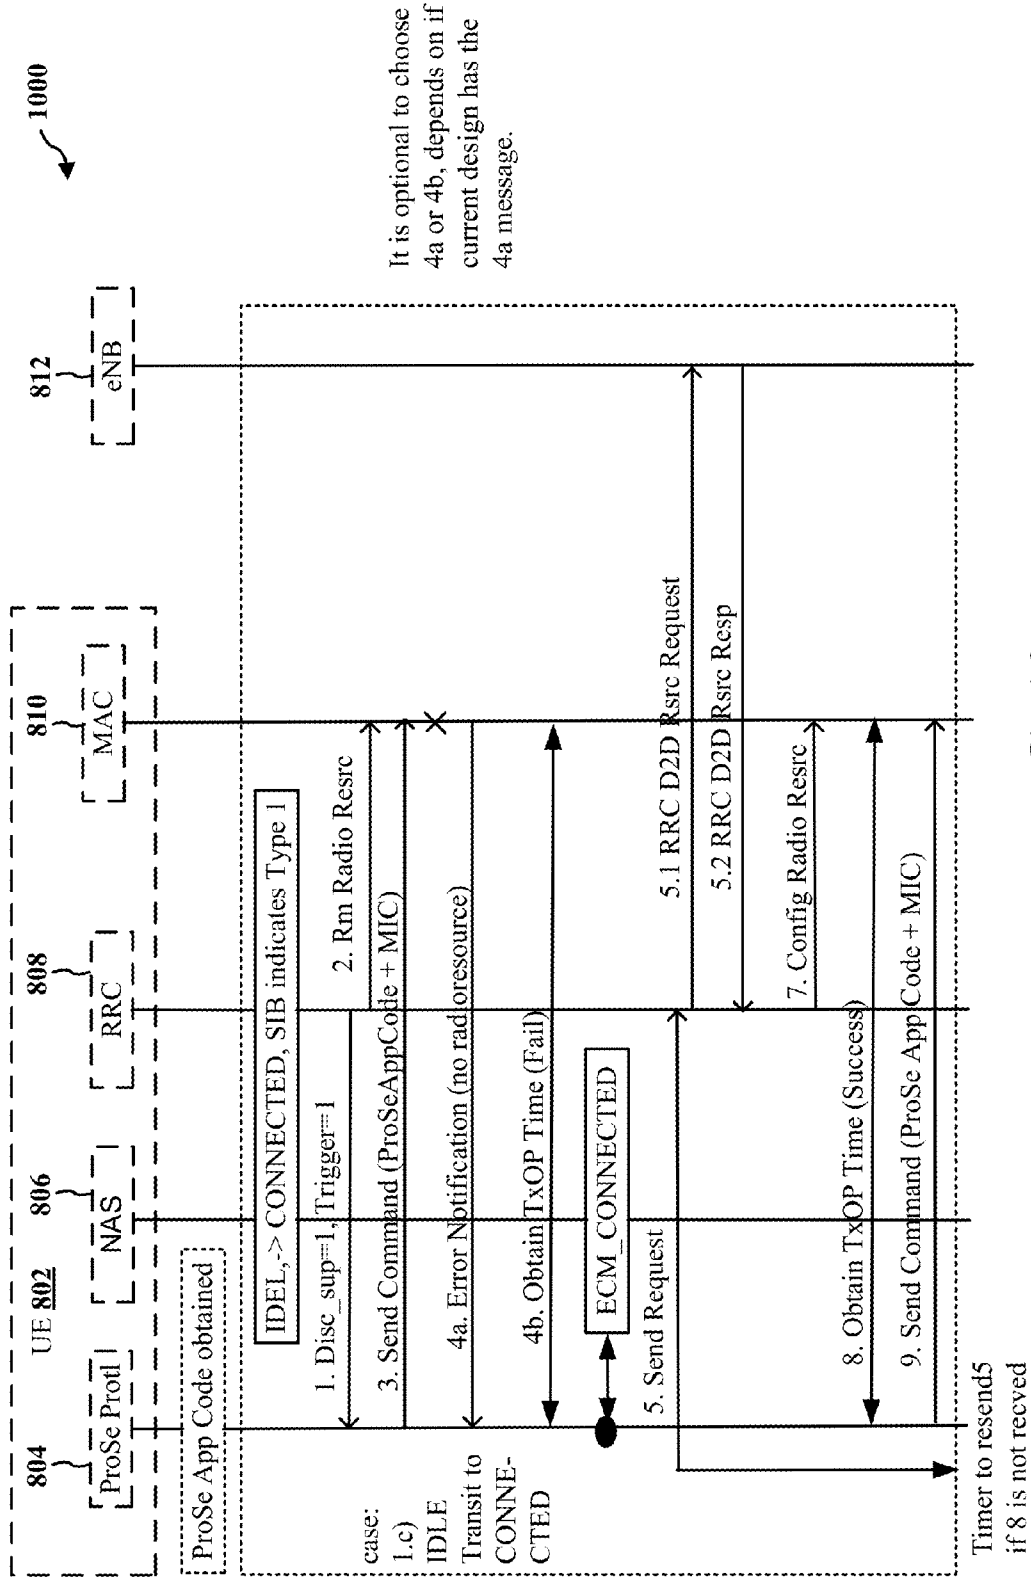 1000
UE 802
804
806
808
810
812
ProSe Protl
NAS
RRC
MAC
eNB
ProSe App Code obtained
IDEL,-> CONNECTED, SIB indicates Type 1
case:
1.c)
IDLE
Transit to
CONNE-
CTED
1. Disc_sup=1, Trigger=1
2. Rm Radio Resrc
3. Send Command (ProSeAppCode + MIC)
4a. Error Notification (no radioresource)
4b. Obtain TxOP Time (Fail)
ECM_CONNECTED
5. Send Request
5.1 RRC D2D Rsrc Request
5.2 RRC D2D Rsrc Resp
7. Config Radio Resrc
8. Obtain TxOP Time (Success)
9. Send Command (ProSe App Code + MIC)
Timer to resend5
if 8 is not recved
It is optional to choose
4a or 4b, depends on if
current design has the
4a message.